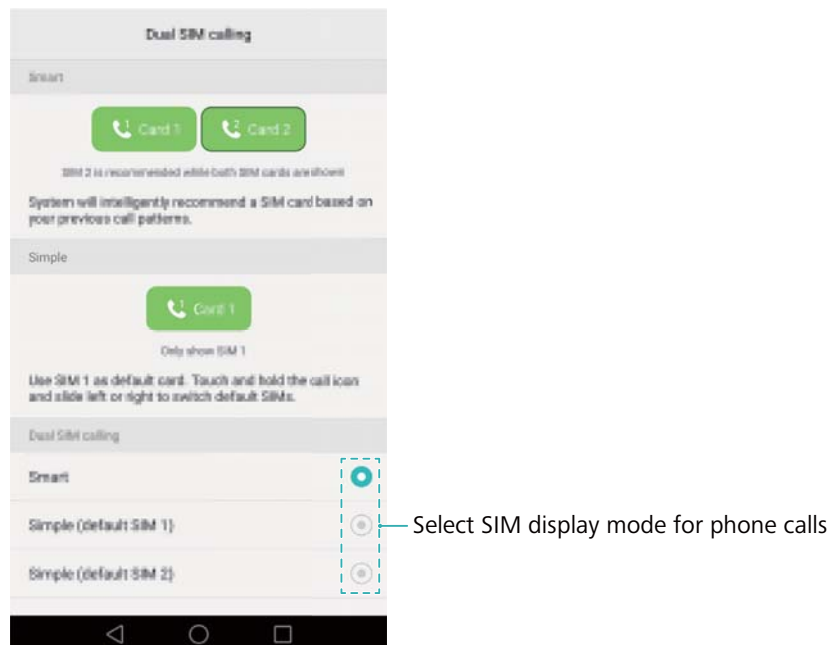 Dual SIM calling
Smart
1 Card 1 2 Card 2
SIM 2 is recommended while both SIM cards are shown
System will intelligently recommend a SIM card based on
your previous call patterns.
Simple
1 Card 1
Only show SIM 1
Use SIM 1 as default card. Touch and hold the call icon
and slide left or right to switch default SIMs.
Dual SIM calling
Smart
Simple (default SIM 1)
Select SIM display mode for phone calls
Simple (default SIM 2)